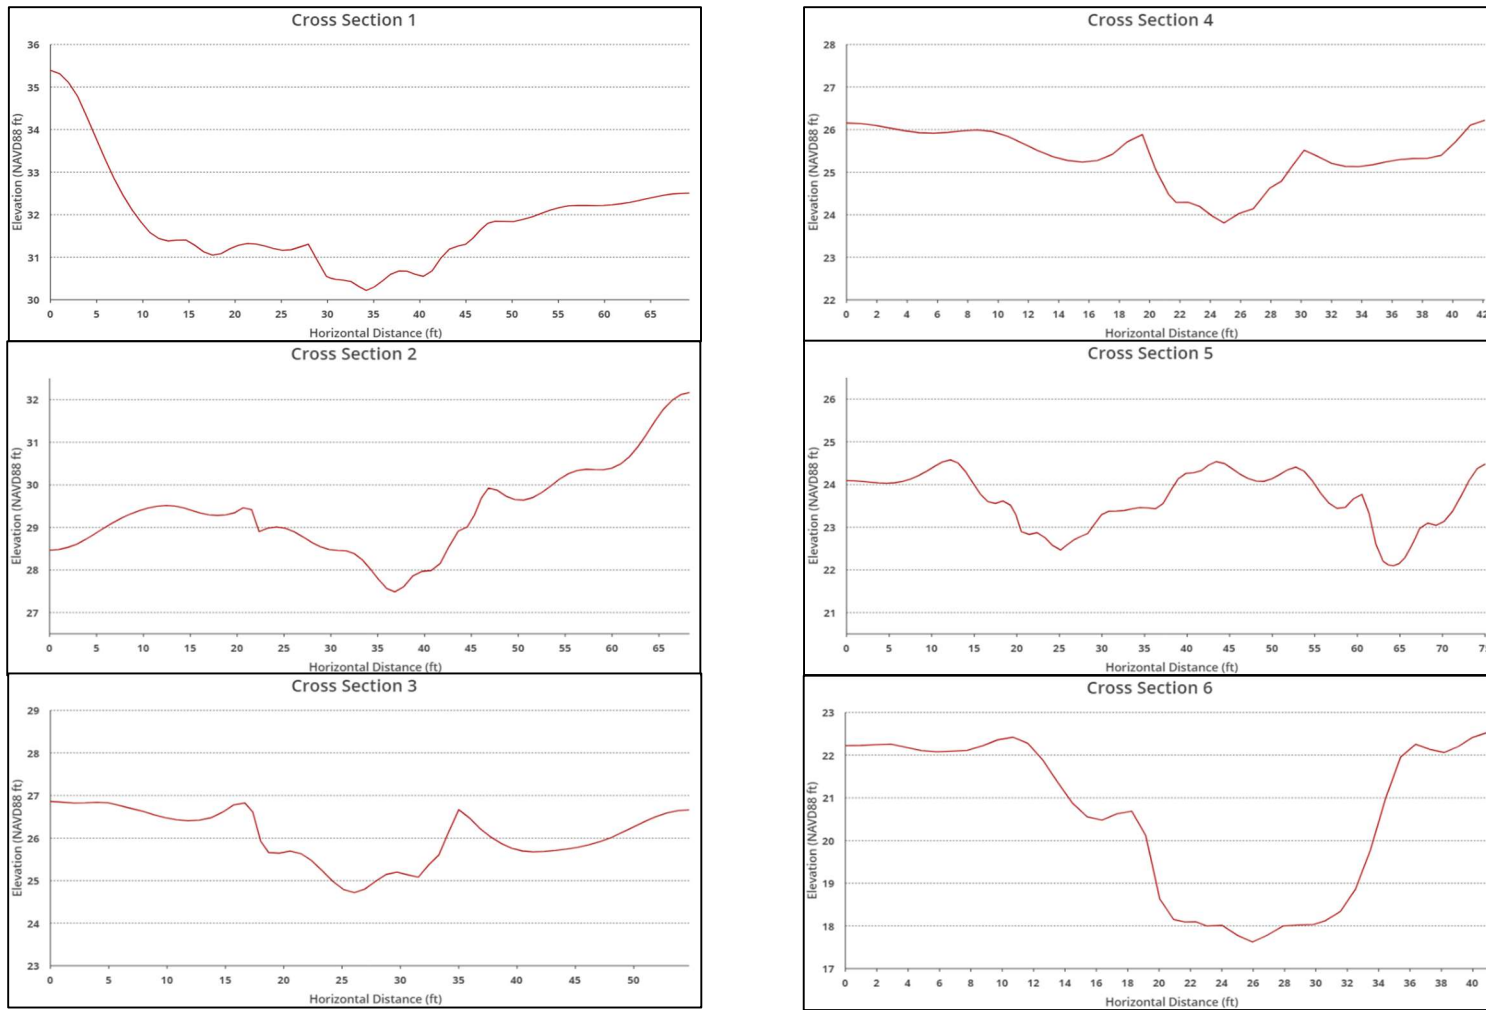 Cross Section 1
36
35
34
33
32
31
30
Elevation (NAVD88 ft)
0 5 10 15 20 25 30 35 40 45 50 55 60 65
Horizontal Distance (ft)
Cross Section 2
32
31
30
29
28
27
Elevation (NAVD88 ft)
0 5 10 15 20 25 30 35 40 45 50 55 60 65
Horizontal Distance (ft)
Cross Section 3
29
28
27
26
25
24
23
Elevation (NAVD88 ft)
0 5 10 15 20 25 30 35 40 45 50
Horizontal Distance (ft)
Cross Section 4
28
27
26
25
24
23
22
Elevation (NAVD88 ft)
0 2 4 6 8 10 12 14 16 18 20 22 24 26 28 30 32 34 36 38 40 42
Horizontal Distance (ft)
Cross Section 5
26
25
24
23
22
21
Elevation (NAVD88 ft)
0 5 10 15 20 25 30 35 40 45 50 55 60 65 70 75
Horizontal Distance (ft)
Cross Section 6
23
22
21
20
19
18
17
Elevation (NAVD88 ft)
0 2 4 6 8 10 12 14 16 18 20 22 24 26 28 30 32 34 36 38 40
Horizontal Distance (ft)